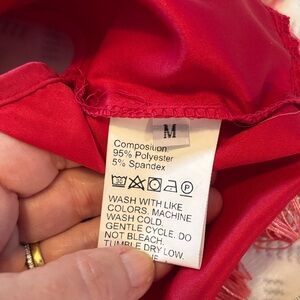 M
Composition
95% Polyester
5% Spandex
WASH WITH LIKE
COLORS. MACHINE
WASH COLD.
GENTLE CYCLE. DO
NOT BLEACH.
TUMBLE DRY LOW.